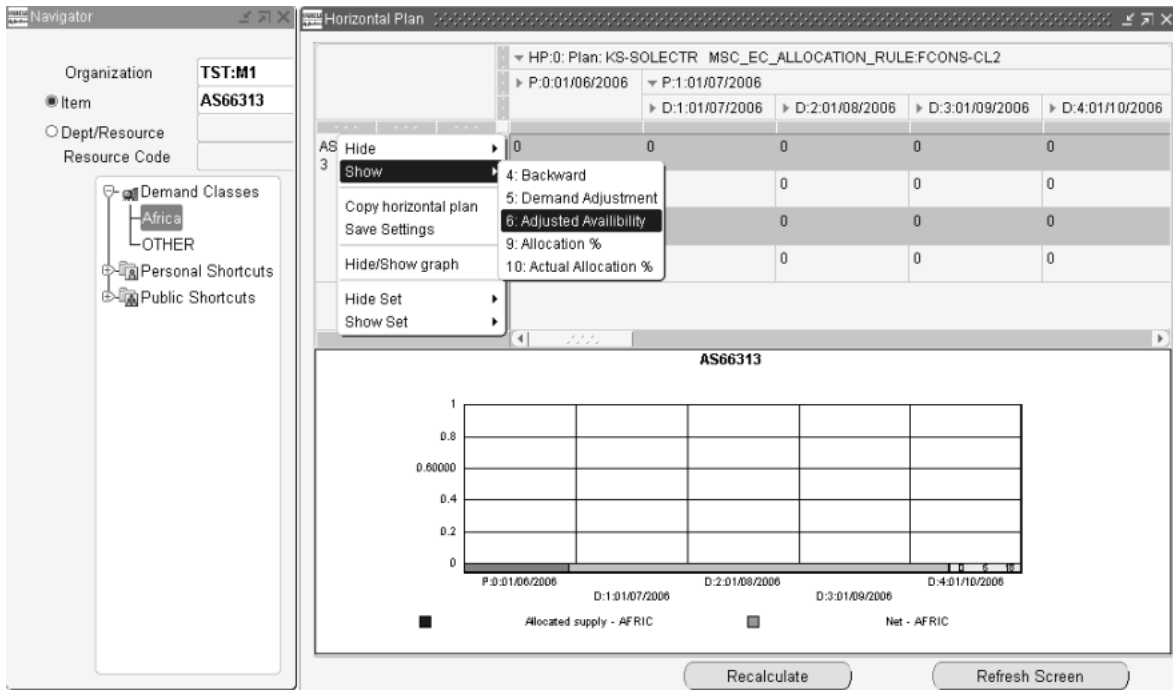 Navigator
Organization TST:M1
Item AS66313
Dept/Resource
Resource Code
Demand Classes
Africa
OTHER
Personal Shortcuts
Public Shortcuts
Horizontal Plan
HP:0: Plan: KS-SOLECTR MSC_EC_ALLOCATION_RULE:FCONS-CL2
P:0:01/06/2006 P:1:01/07/2006
D:1:01/07/2006 D:2:01/08/2006 D:3:01/09/2006 D:4:01/10/2006
AS 0 0 0 0 0
3
0 0 0
0 0 0
0 0 0
Hide
Show
Copy horizontal plan
Save Settings
Hide/Show graph
Hide Set
Show Set
4: Backward
5: Demand Adjustment
6: Adjusted Availibility
9: Allocation %
10: Actual Allocation %
AS66313
1
0.8
0.60000
0.4
0.2
0
0 5 10
P:0:01/06/2006 D:2:01/08/2006 D:4:01/10/2006
D:1:01/07/2006 D:3:01/09/2006
Allocated supply - AFRIC Net - AFRIC
Recalculate Refresh Screen